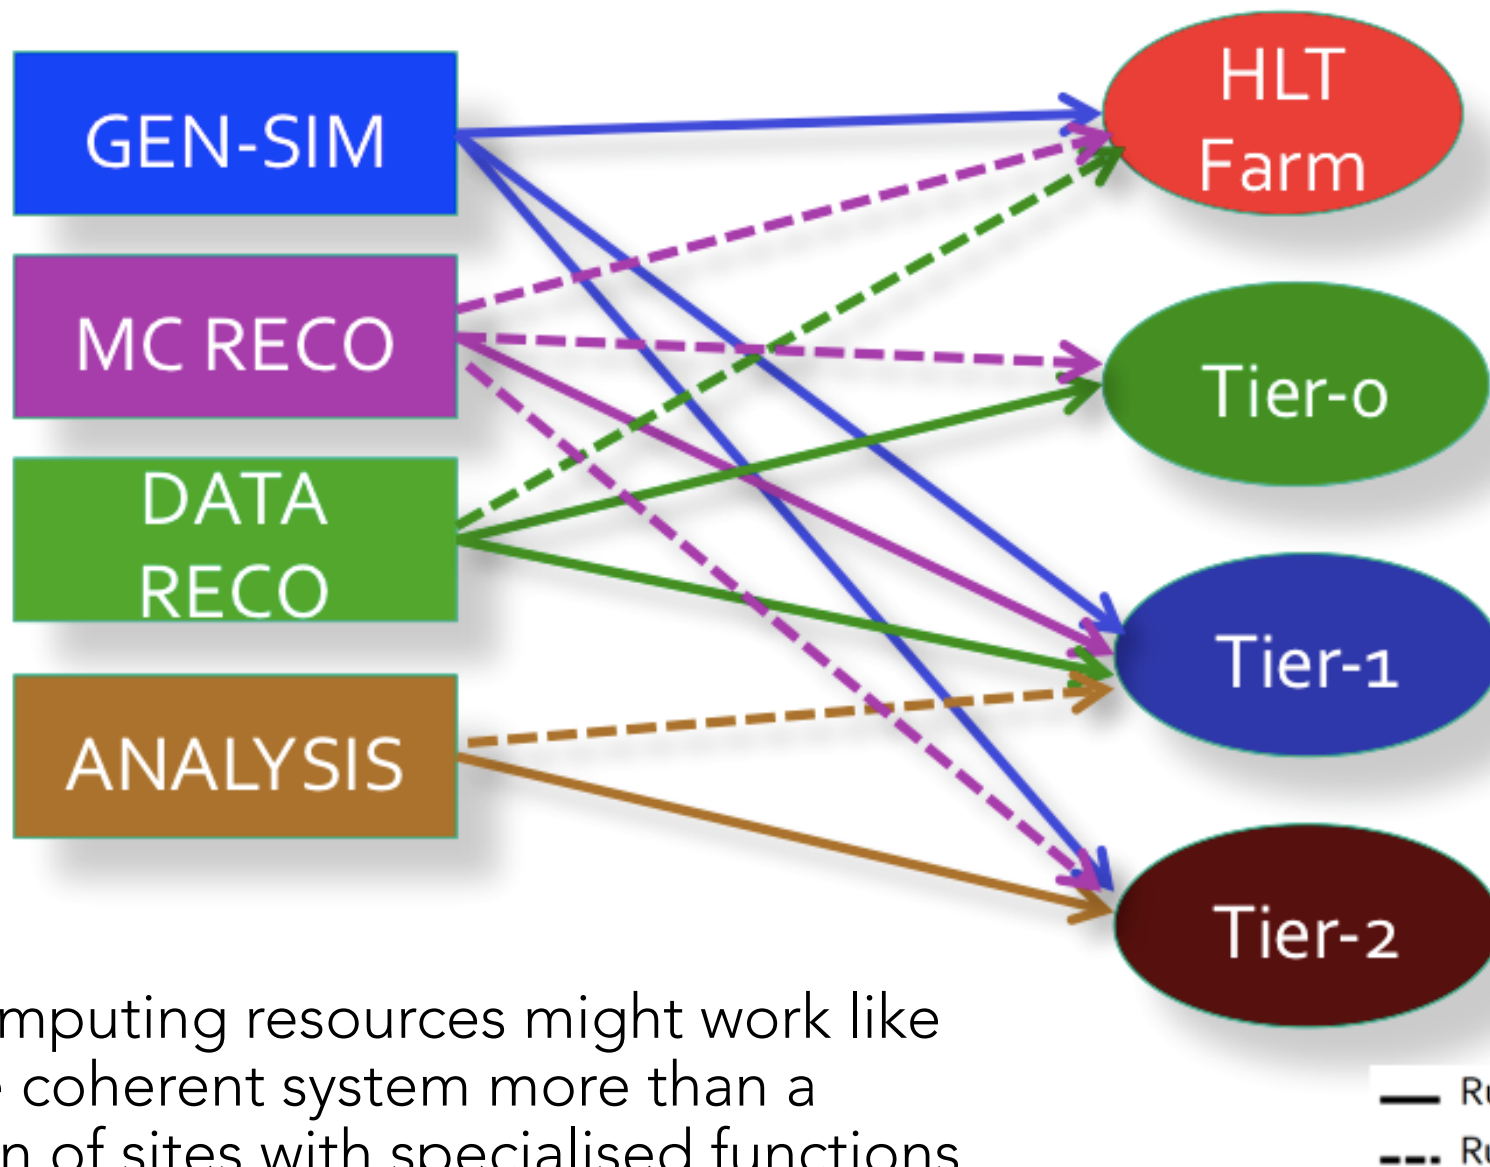 GEN-SIM
MC RECO
DATA
RECO
ANALYSIS
HLT
Farm
Tier-0
Tier-1
Tier-2
resources might work like
coherent system more than a
of sites with specialised functions